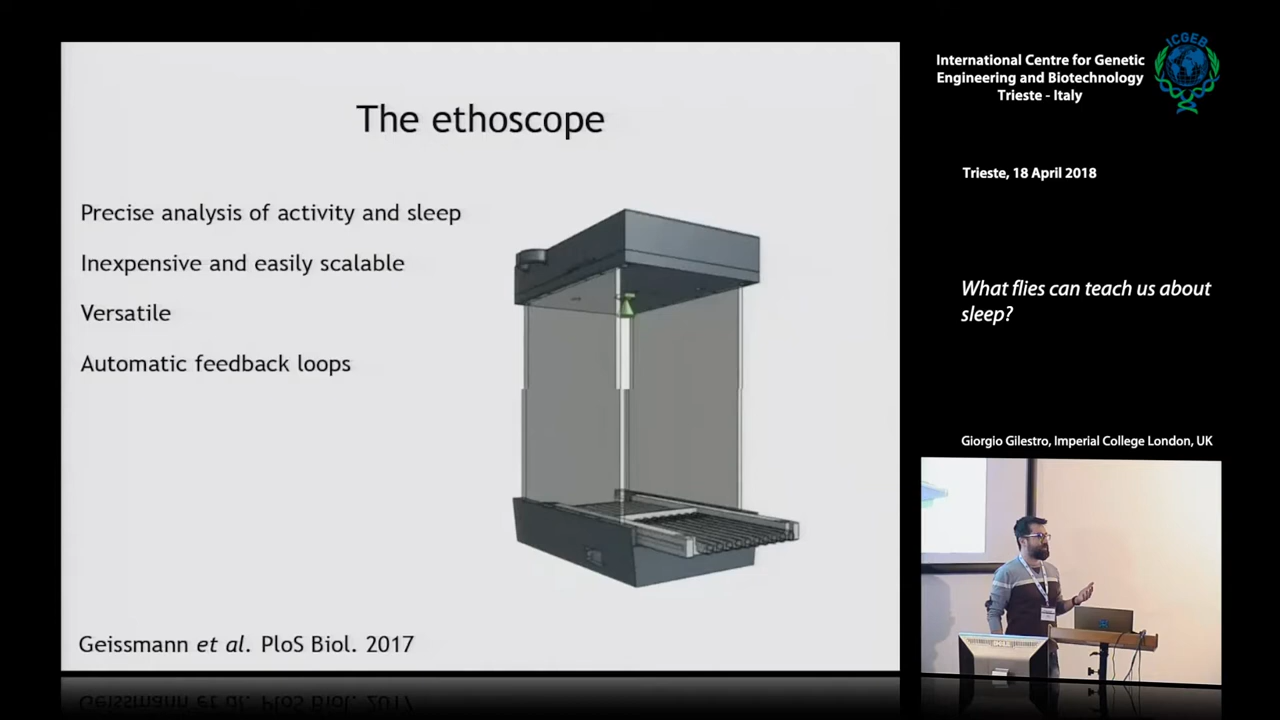 The ethoscope
Precise analysis of activity and sleep
Inexpensive and easily scalable
Versatile
Automatic feedback loops
Geissmann et al. PloS Biol. 2017
International Centre for Genetic
Engineering and Biotechnology
Trieste - Italy
ICGEB
Trieste, 18 April 2018
What flies can teach us about
sleep?
Giorgio Gilestro, Imperial College London, UK